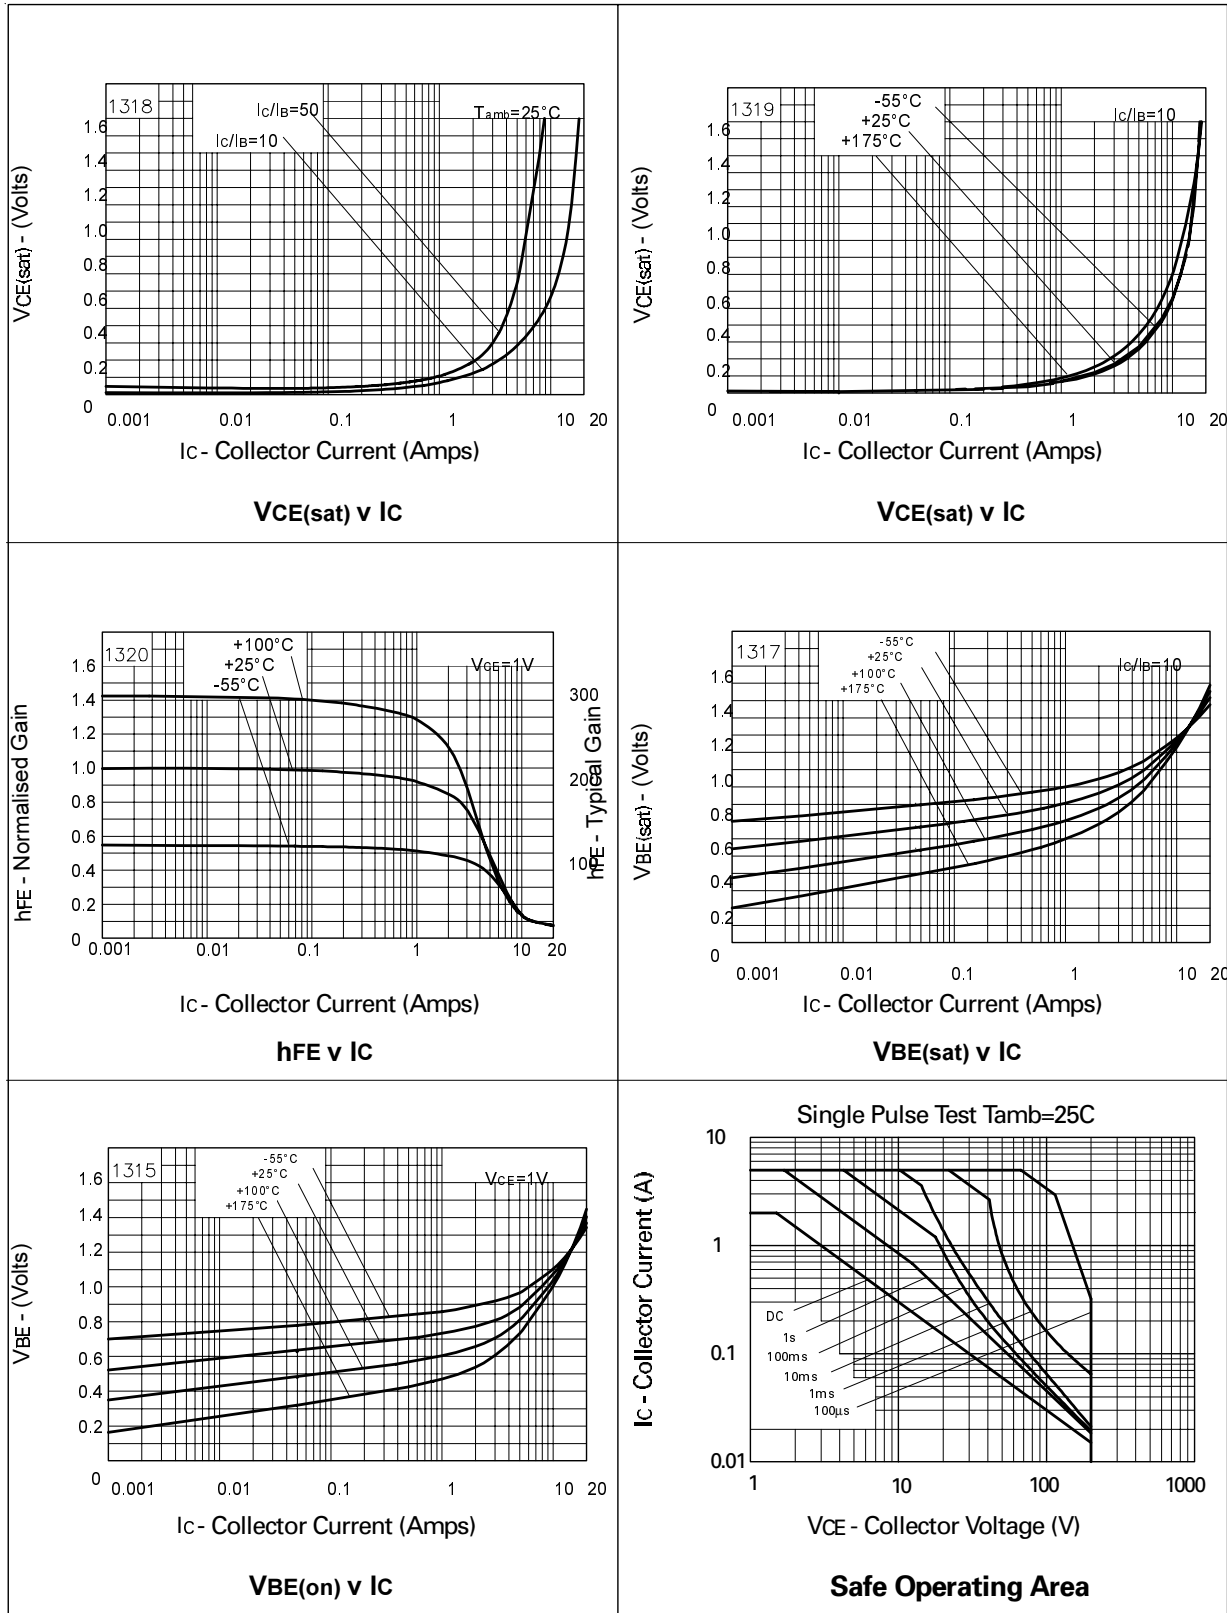 1318
IC/IB=50
Tamb=25°C
IC/IB=10
1.6
1.4
1.2
1.0
0.8
0.6
0.4
0.2
0
VCE(sat) - (Volts)
0.001 0.01 0.1 1 10 20
IC - Collector Current (Amps)
VCE(sat) v IC
1319
-55°C
+25°C
+175°C
IC/IB=10
1.6
1.4
1.2
1.0
0.8
0.6
0.4
0.2
0
VCE(sat) - (Volts)
0.001 0.01 0.1 1 10 20
IC - Collector Current (Amps)
VCE(sat) v IC
1320
+100°C
+25°C
-55°C
VCE=1V
1.6
1.4
1.2
1.0
0.8
0.6
0.4
0.2
0
hFE - Normalised Gain
300
200
100
hFE - Typical Gain
0.001 0.01 0.1 1 10 20
IC - Collector Current (Amps)
hFE v IC
1317
-55°C
+25°C
+100°C
+175°C
IC/IB=10
1.6
1.4
1.2
1.0
0.8
0.6
0.4
0.2
0
VBE(sat) - (Volts)
0.001 0.01 0.1 1 10 20
IC - Collector Current (Amps)
VBE(sat) v IC
1315
-55°C
+25°C
+100°C
+175°C
VCE=1V
1.6
1.4
1.2
1.0
0.8
0.6
0.4
0.2
0
VBE - (Volts)
0.001 0.01 0.1 1 10 20
IC - Collector Current (Amps)
VBE(on) v IC
Single Pulse Test Tamb=25C
10
1
0.1
0.01
IC - Collector Current (A)
DC
1s
100ms
10ms
1ms
100µs
1 10 100 1000
VCE - Collector Voltage (V)
Safe Operating Area